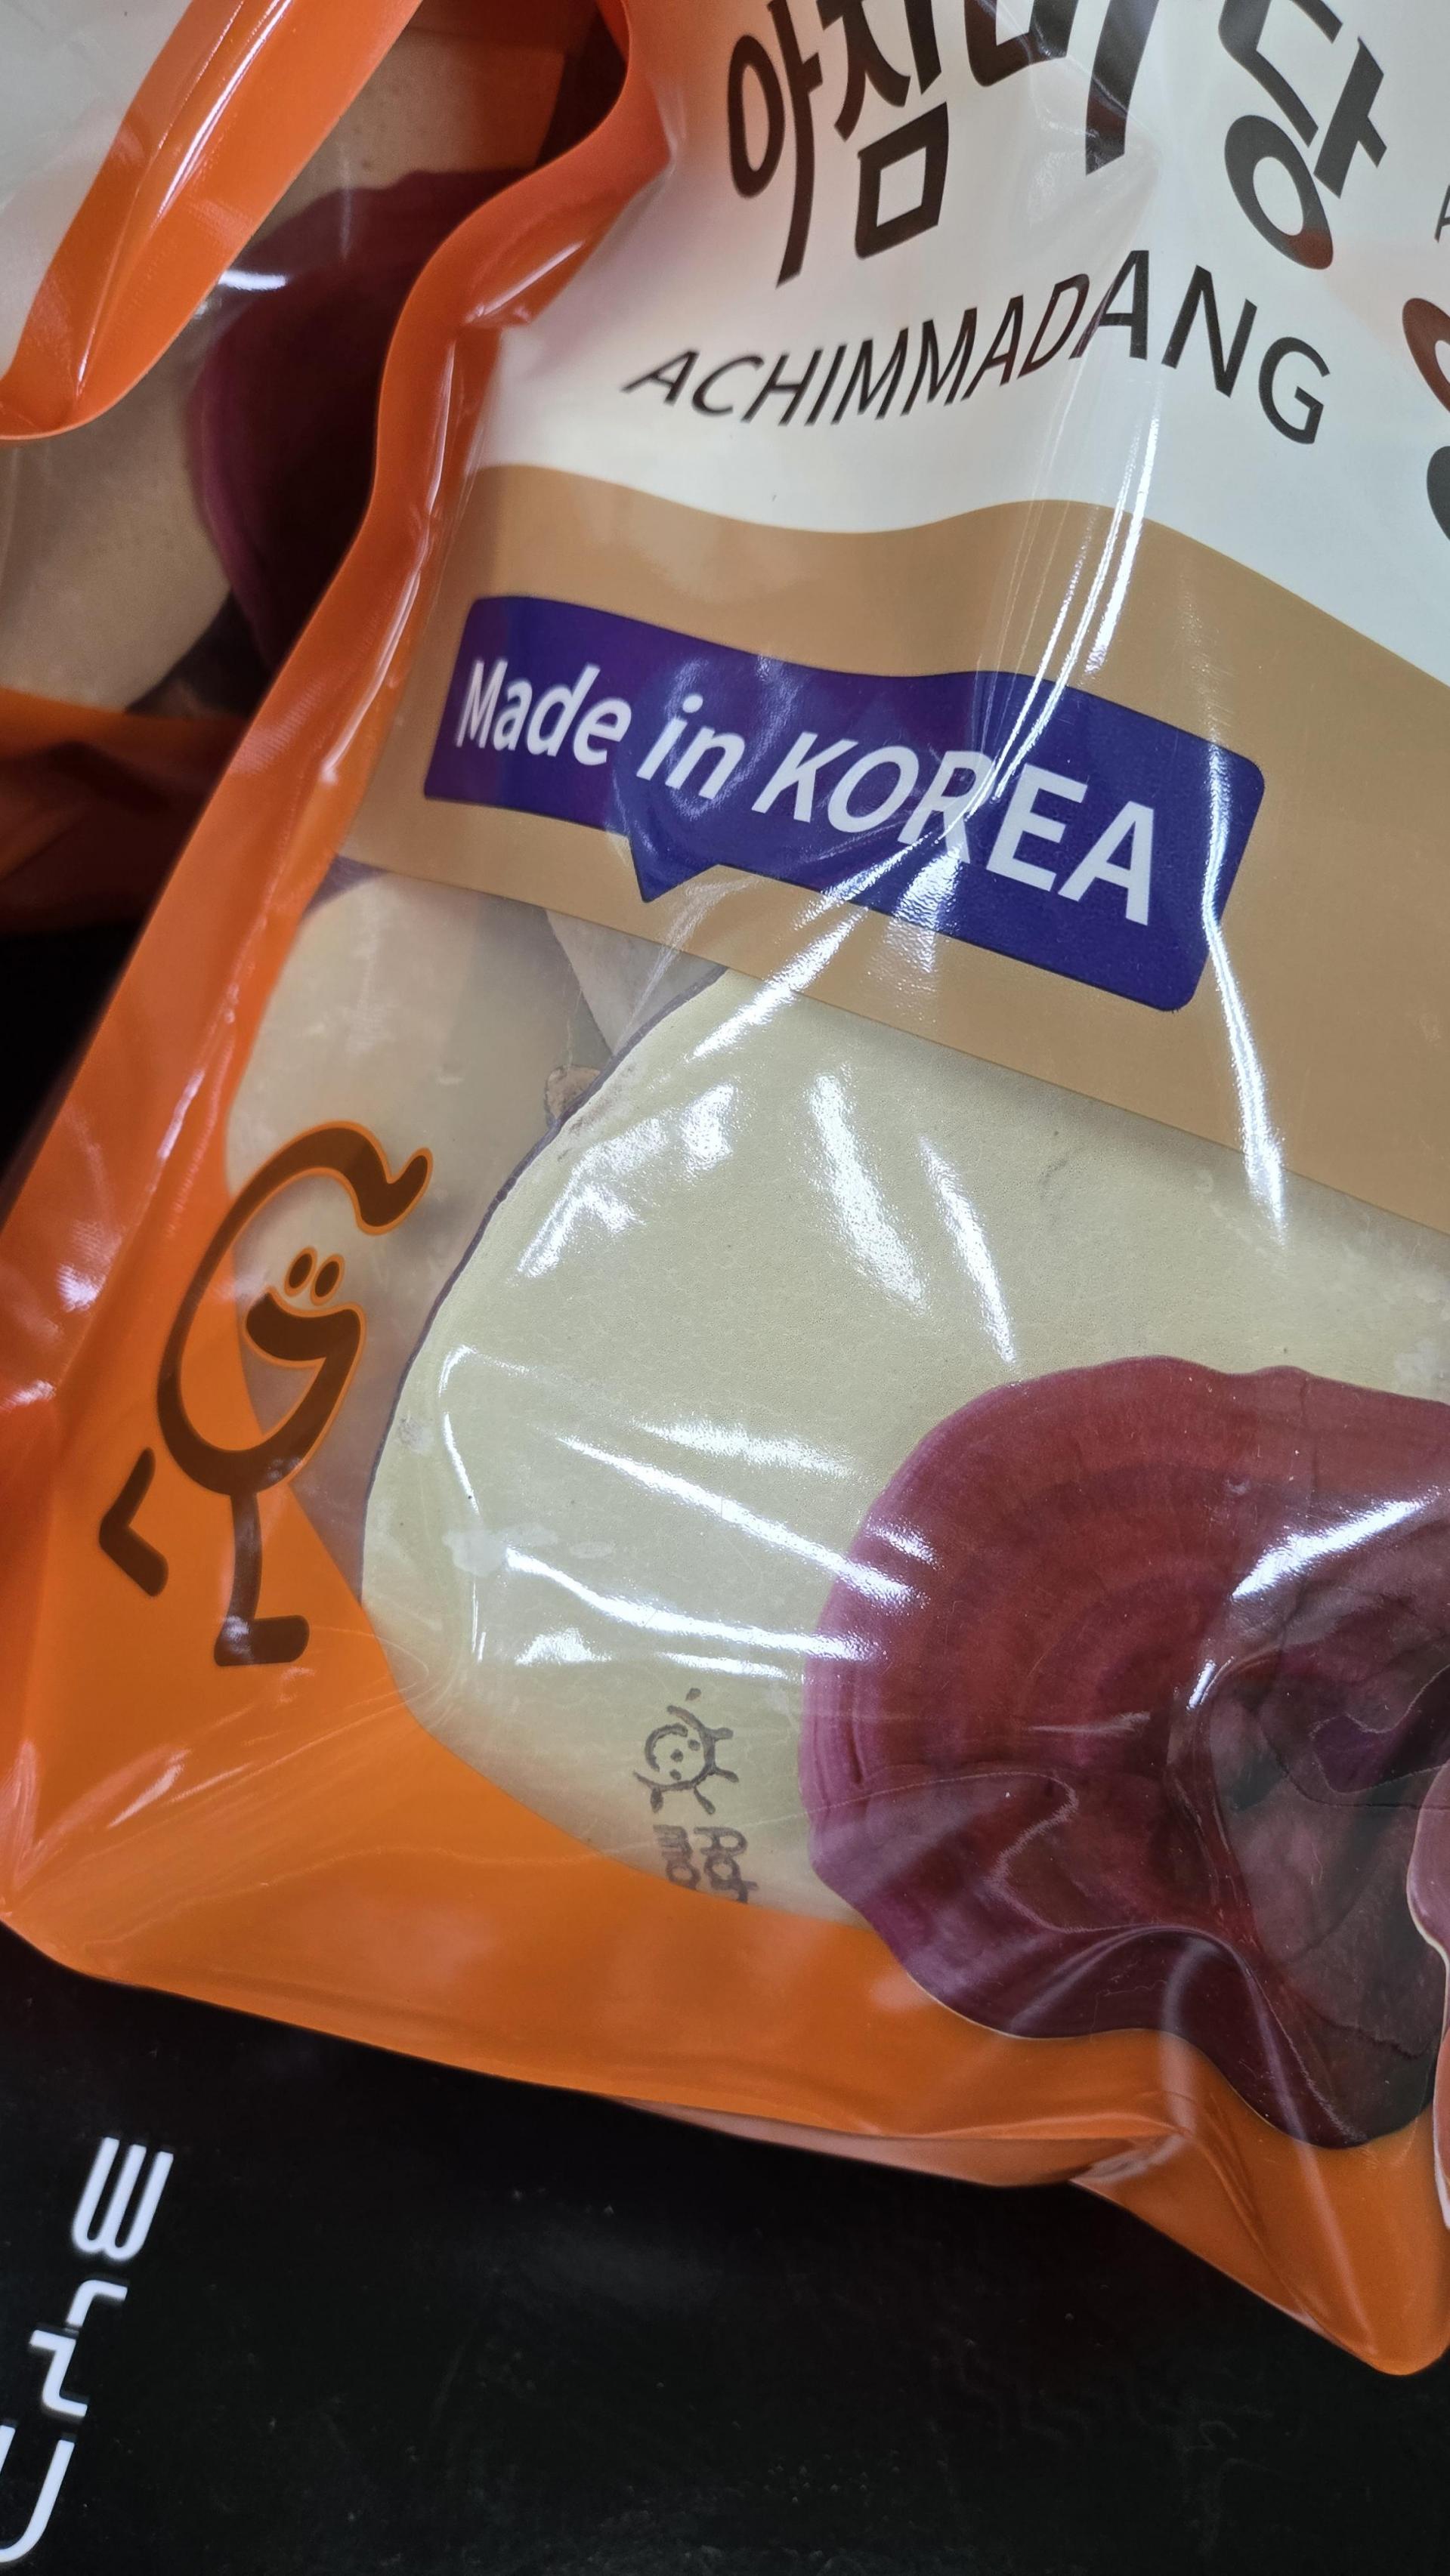 아침마당
ACHIMMADANG
Made in KOREA